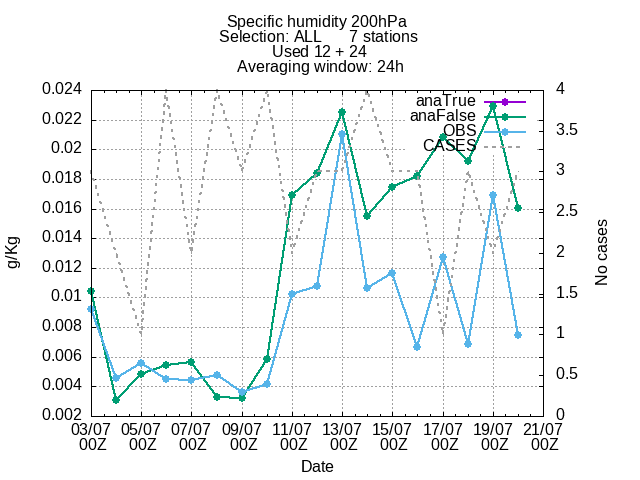 Specific humidity 200hPa
Selection: ALL 7 stations
Used 12 + 24
Averaging window: 24h
0.024
0.022
0.02
0.018
0.016
0.014
0.012
0.01
0.008
0.006
0.004
0.002
g/Kg
anaTrue
anaFalse
OBS
CASES
4
3.5
3
2.5
2
1.5
1
0.5
0
No cases
03/07 05/07 07/07 09/07 11/07 13/07 15/07 17/07 19/07 21/07
00Z 00Z 00Z 00Z 00Z 00Z 00Z 00Z 00Z 00Z
Date